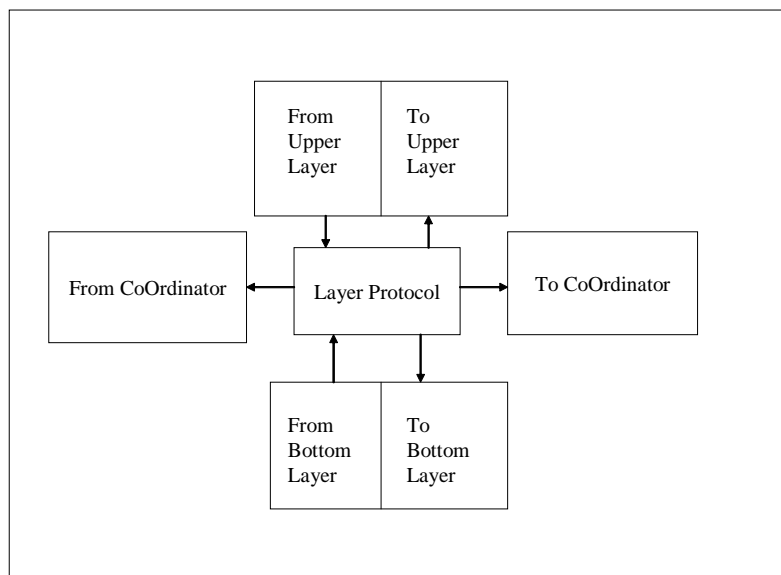 From
Upper
Layer
To
Upper
Layer
From CoOrdinator
Layer Protocol
To CoOrdinator
From
Bottom
Layer
To
Bottom
Layer